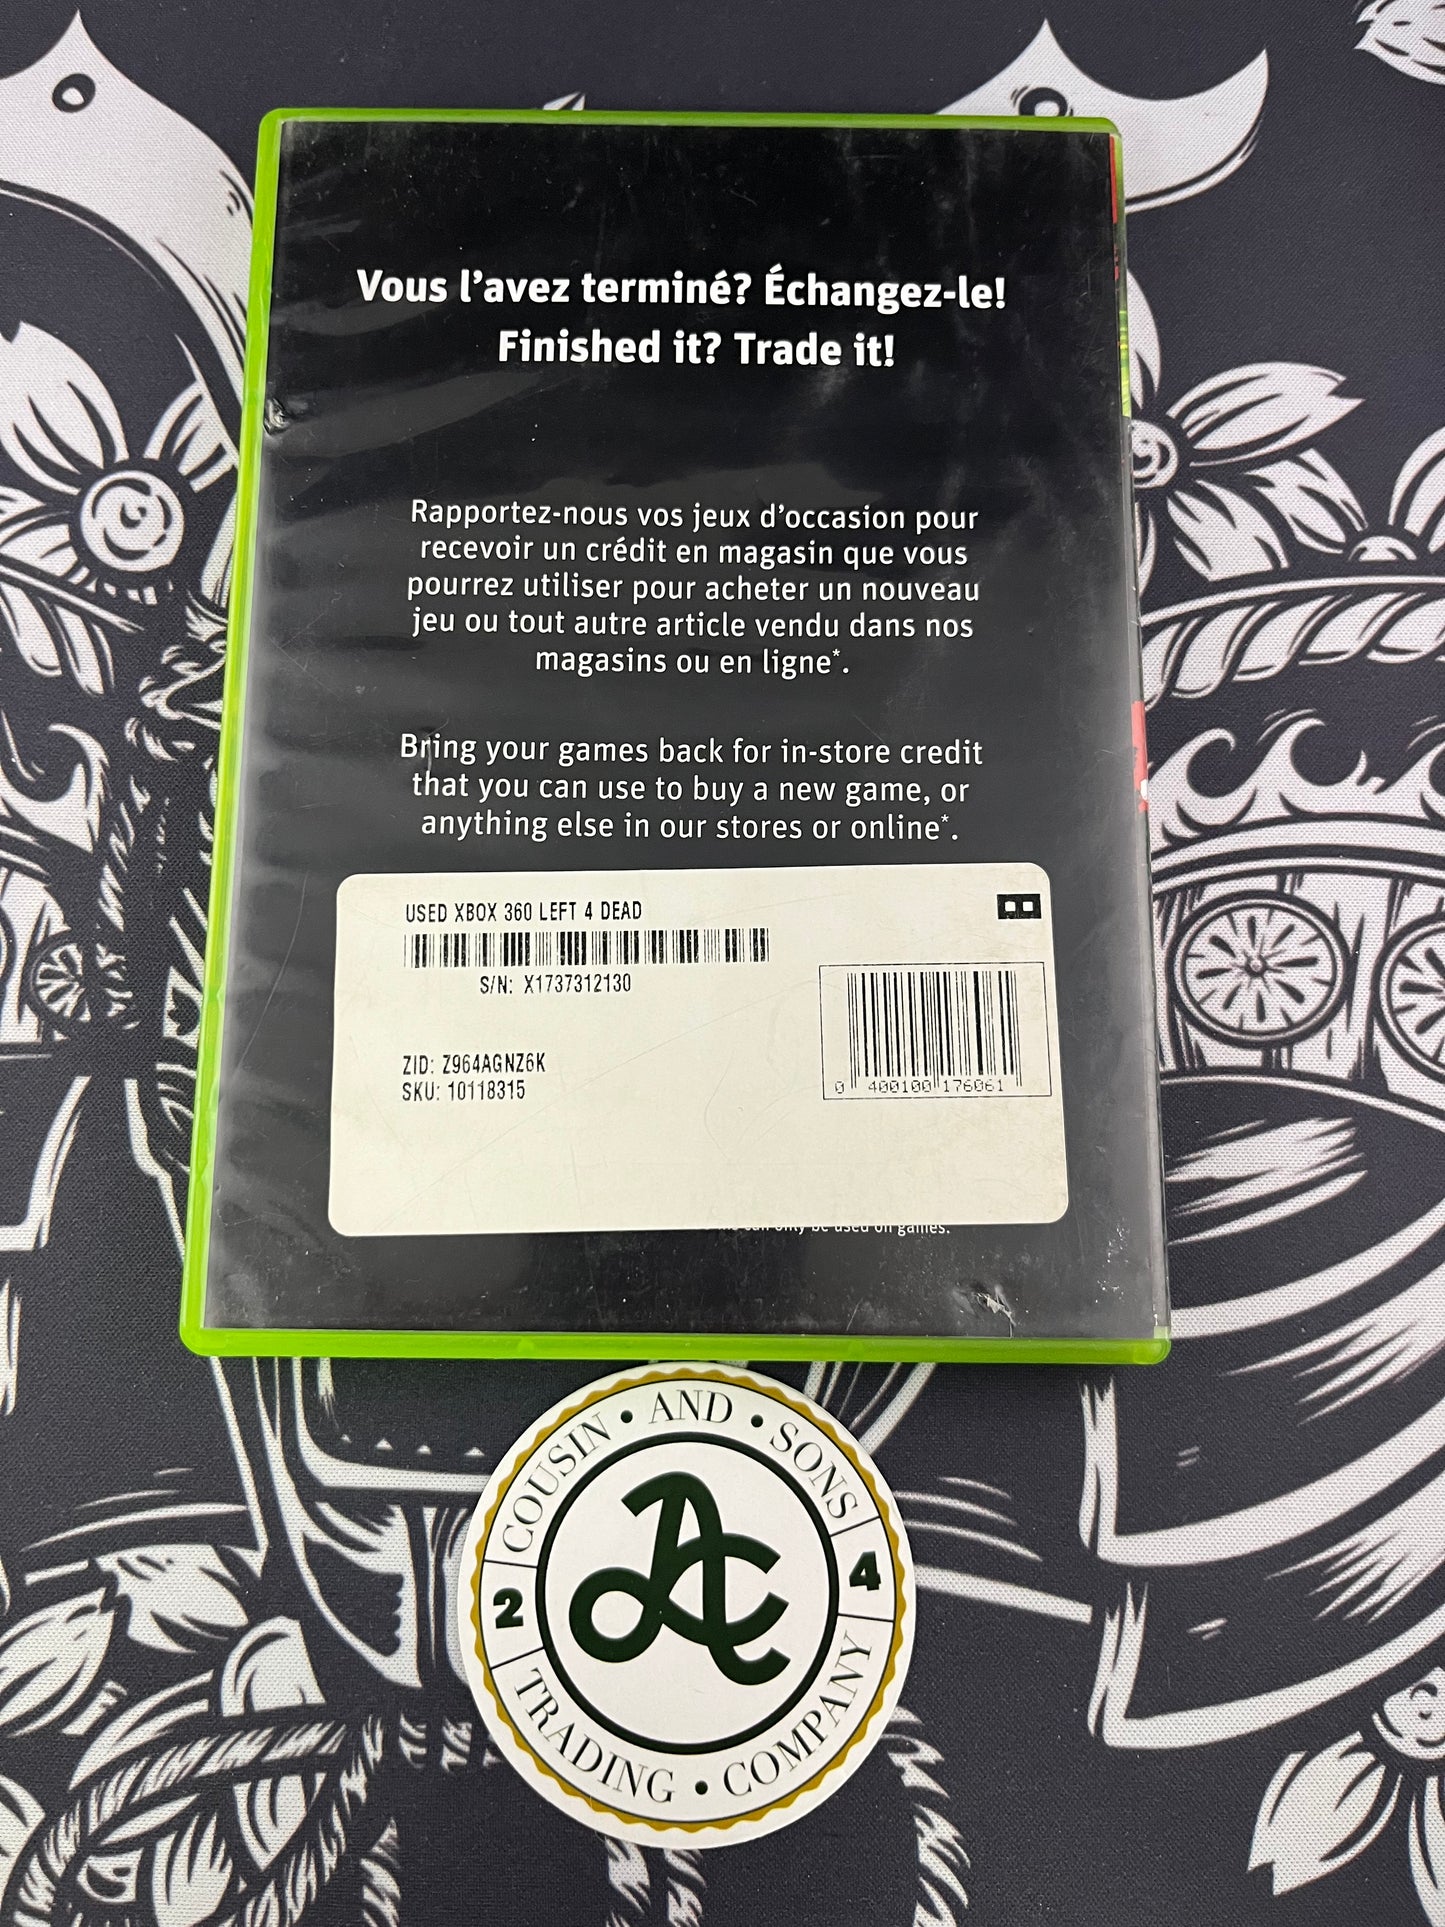 Vous l'avez terminé? Échangez-le!
Finished it? Trade it!
Rapportez-nous vos jeux d'occasion pour
recevoir un crédit en magasin que vous
pourrez utiliser pour acheter un nouveau
jeu ou tout autre article vendu dans nos
magasins ou en ligne*.
Bring your games back for in-store credit
that you can use to buy a new game, or
anything else in our stores or online*.
USED XBOX 360 LEFT 4 DEAD
S/N: X1737312130
ZID: Z964AGNZ6K
SKU: 10118315
0 400100 176061
can only be used on games.
COUSIN • AND • SONS
2 4
AC
TRADING • COMPANY